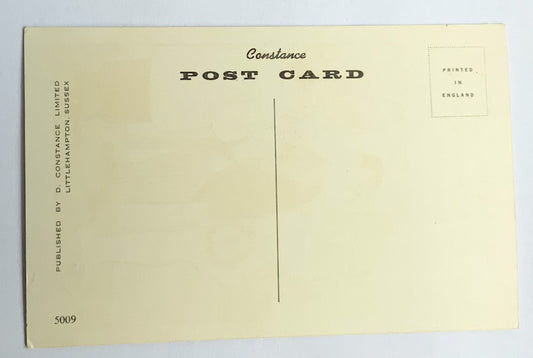 Constance
POST CARD
PRINTED
IN
ENGLAND
PUBLISHED BY D. CONSTANCE LIMITED
LITTLEHAMPTON, SUSSEX
5009